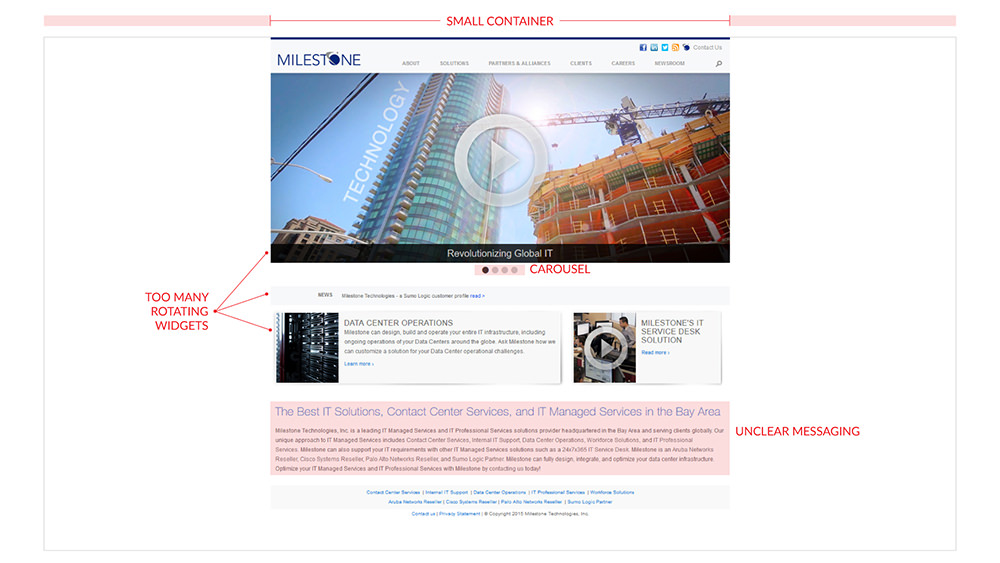 SMALL CONTAINER
Contact Us
MILESTONE
ABOUT SOLUTIONS PARTNERS & ALLIANCES CLIENTS CAREERS NEWSROOM
TECHNOLOGY
Revolutionizing Global IT
CAROUSEL
TOO MANY
ROTATING
WIDGETS
NEWS Milestone Technologies - a Sumo Logic customer profile read >
DATA CENTER OPERATIONS
Milestone can design, build and operate your entire IT infrastructure, including
ongoing operations of your Data Centers around the globe. Ask Milestone how we
can customize a solution for your Data Center operational challenges.
Learn more ›
MILESTONE'S IT
SERVICE DESK
SOLUTION
Read more ›
The Best IT Solutions, Contact Center Services, and IT Managed Services in the Bay Area
Milestone Technologies, Inc. is a leading IT Managed Services and IT Professional Services solutions provider headquartered in the Bay Area and serving clients globally. Our
unique approach to IT Managed Services includes Contact Center Services, Internal IT Support, Data Center Operations, Workforce Solutions, and IT Professional
Services. Milestone can also support your IT requirements with other IT Managed Services solutions such as a 24x7x365 IT Service Desk. Milestone is an Aruba Networks
Reseller, Cisco Systems Reseller, Palo Alto Networks Reseller, and Sumo Logic Partner. Milestone can fully design, integrate, and optimize your data center infrastructure.
Optimize your IT Managed Services and IT Professional Services with Milestone by contacting us today!
UNCLEAR MESSAGING
Contact Center Services | Internal IT Support | Data Center Operations | IT Professional Services | Workforce Solutions
Aruba Networks Reseller | Cisco Systems Reseller | Palo Alto Networks Reseller | Sumo Logic Partner
Contact us | Privacy Statement | © Copyright 2015 Milestone Technologies, Inc.